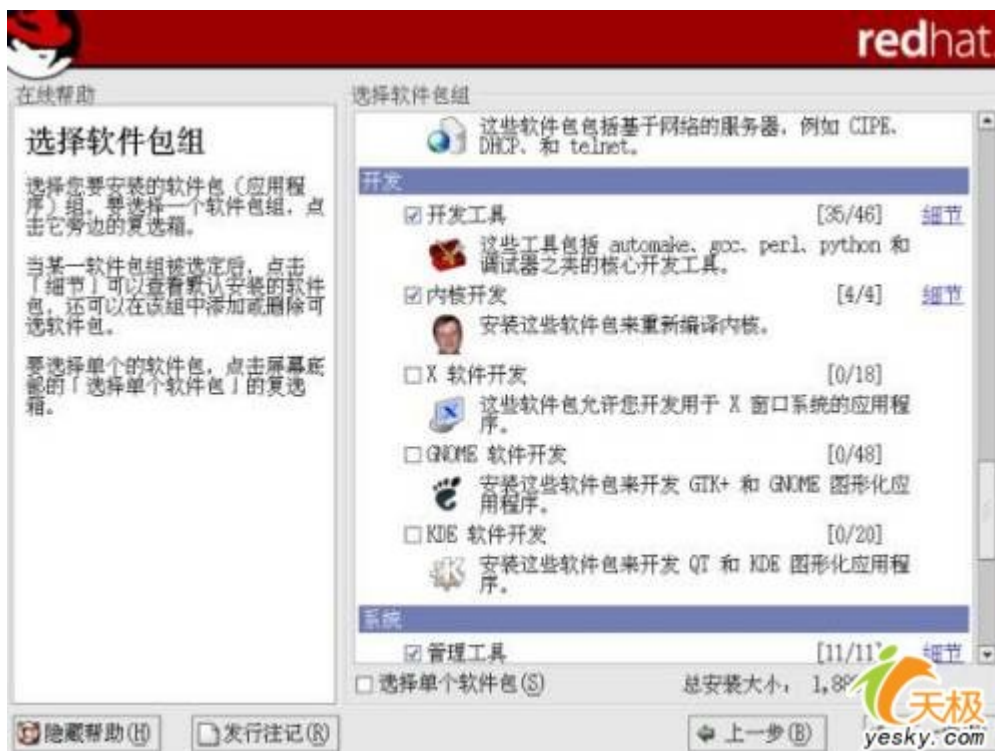 redhat.
在线帮助
选择软件包组
选择您要安装的软件包（应用程
序）组。要选择一个软件包组，点
击它旁边的复选箱。
当某一软件包组被选定后，点击
「细节」可以查看默认安装的软件
包，还可以在该组中添加或删除可
选软件包。
要选择单个的软件包，点击屏幕底
部的「选择单个软件包」的复选
箱。
选择软件包组
这些软件包包括基于网络的服务器，例如 CIPE、
DHCP、和 telnet。
开发
开发工具 [35/46] 细节
这些工具包括 automake、gcc、perl、python 和
调试器之类的核心开发工具。
内核开发 [4/4] 细节
安装这些软件包来重新编译内核。
X 软件开发 [0/18]
这些软件包允许您开发用于 X 窗口系统的应用程
序。
GNOME 软件开发 [0/48]
安装这些软件包来开发 GTK+ 和 GNOME 图形化应
用程序。
KDE 软件开发 [0/20]
安装这些软件包来开发 QT 和 KDE 图形化应用程
序。
系统
管理工具 [11/11] 细节
选择单个软件包(S) 总安装大小： 1,88
隐藏帮助(H) 发行注记(R) 上一步(B)
天极
yesky.com